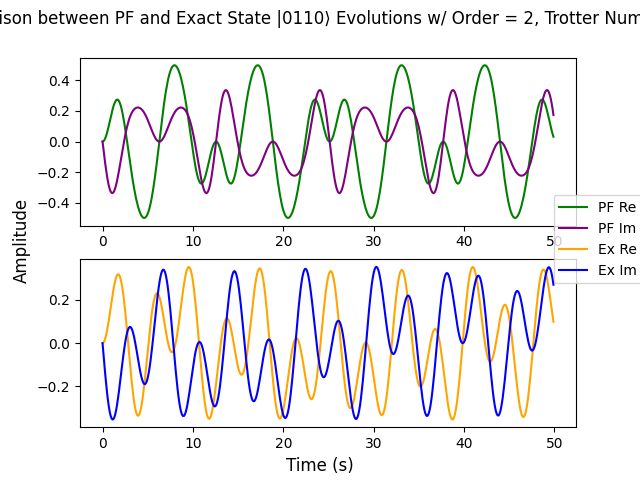 ison between PF and Exact State |0110⟩ Evolutions w/ Order = 2, Trotter Num
0.4
0.2
0.0
−0.2
−0.4
0 10 20 30 40 50
PF Re
PF Im
Ex Re
Ex Im
Amplitude
0.2
0.0
−0.2
0 10 20 30 40 50
Time (s)